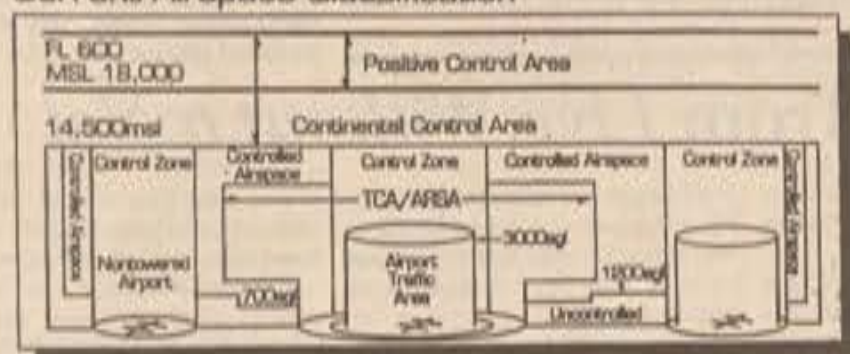 FL 600
MSL 18,000
Positive Control Area
14,500msl
Continental Control Area
Control Zone
Controlled
Airspace
Control Zone
Controlled Airspace
Control Zone
Controlled Airspace
Controlled Airspace
TCA/ARSA
3000agl
Nontowered
Airport
Airport
Traffic
Area
1200agl
700agl
Uncontrolled